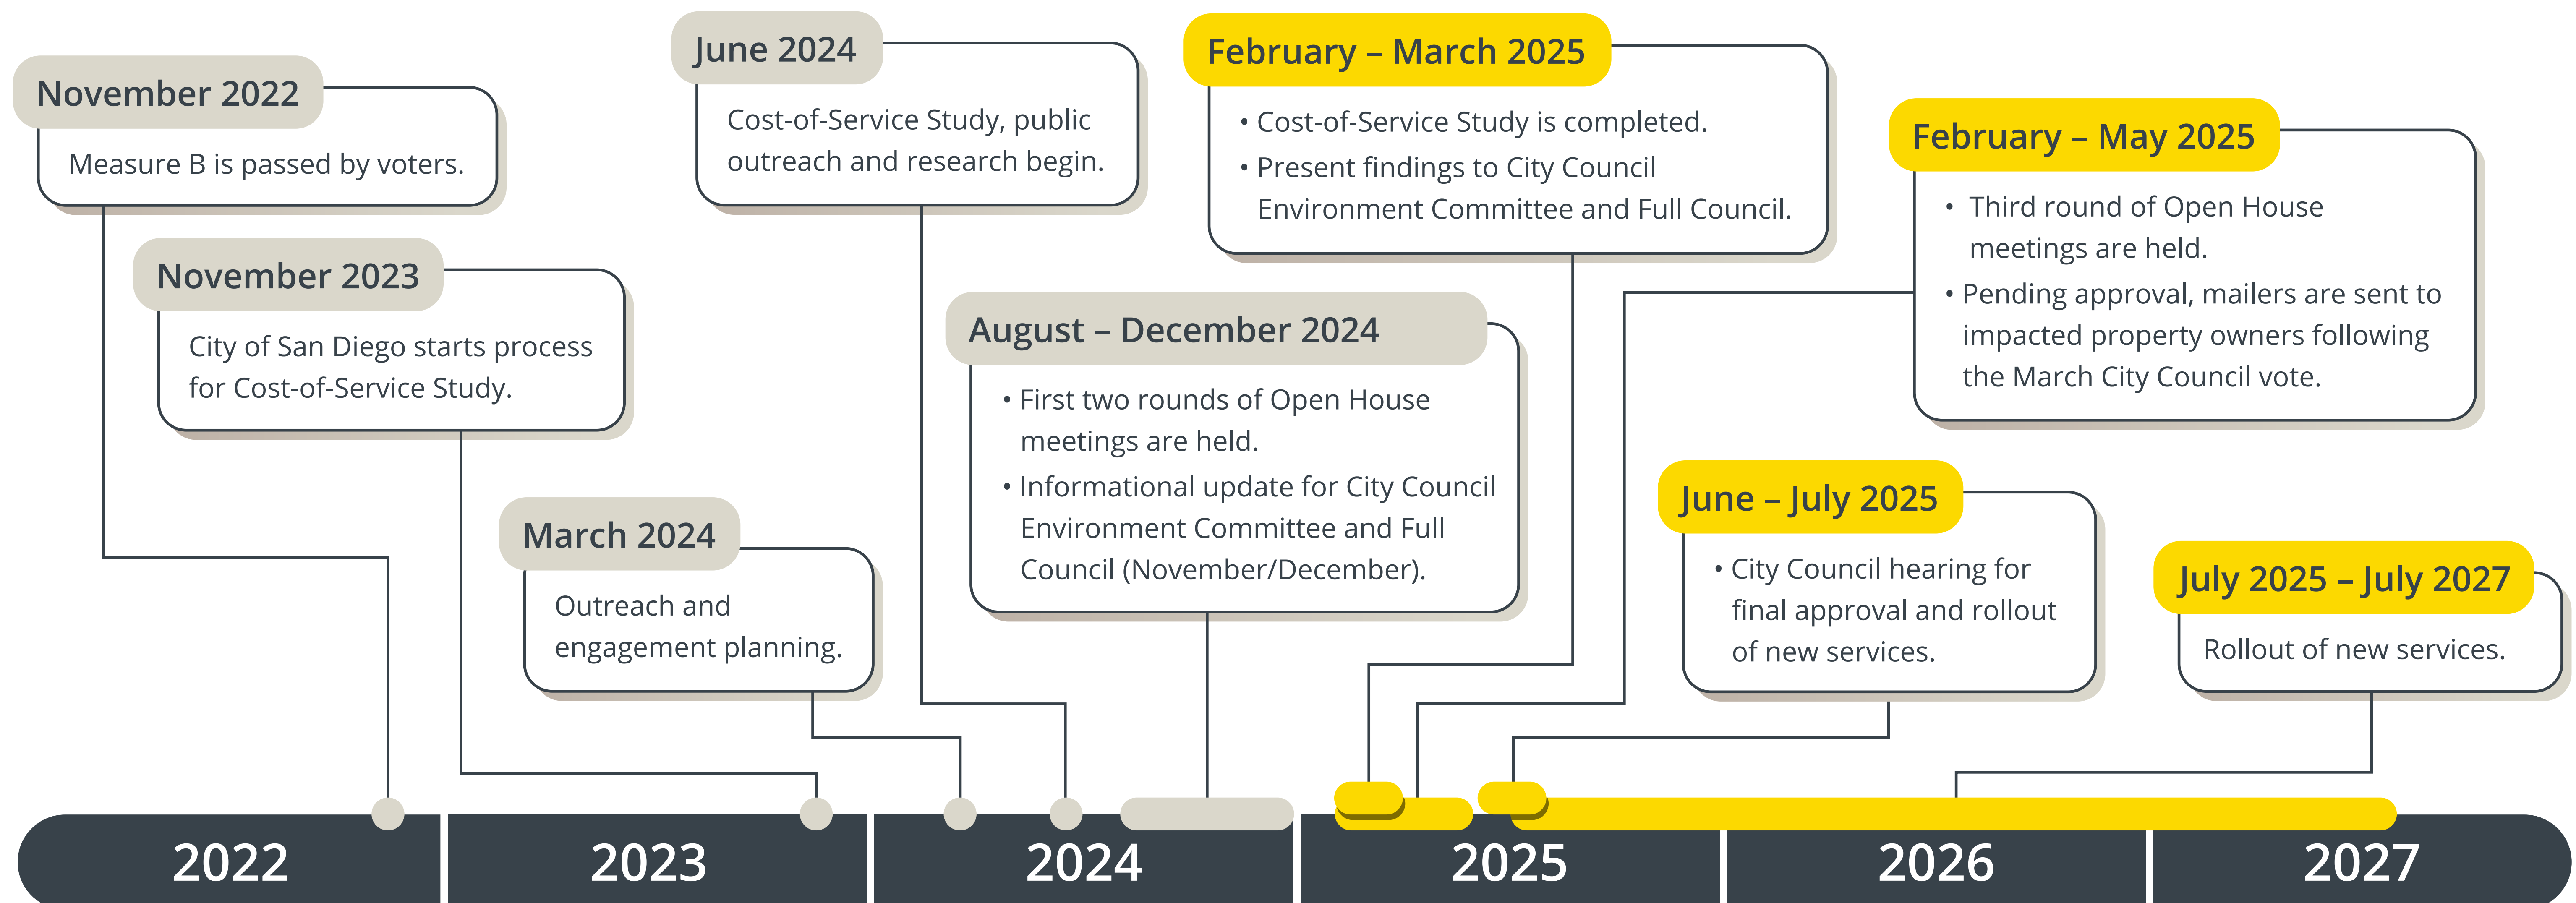 November 2022
Measure B is passed by voters.
November 2023
City of San Diego starts process
for Cost-of-Service Study.
March 2024
Outreach and
engagement planning.
June 2024
Cost-of-Service Study, public
outreach and research begin.
August – December 2024
• First two rounds of Open House
meetings are held.
• Informational update for City Council
Environment Committee and Full
Council (November/December).
February – March 2025
• Cost-of-Service Study is completed.
• Present findings to City Council
Environment Committee and Full Council.
February – May 2025
• Third round of Open House
meetings are held.
• Pending approval, mailers are sent to
impacted property owners following
the March City Council vote.
June – July 2025
• City Council hearing for
final approval and rollout
of new services.
July 2025 – July 2027
Rollout of new services.
2022
2023
2024
2025
2026
2027